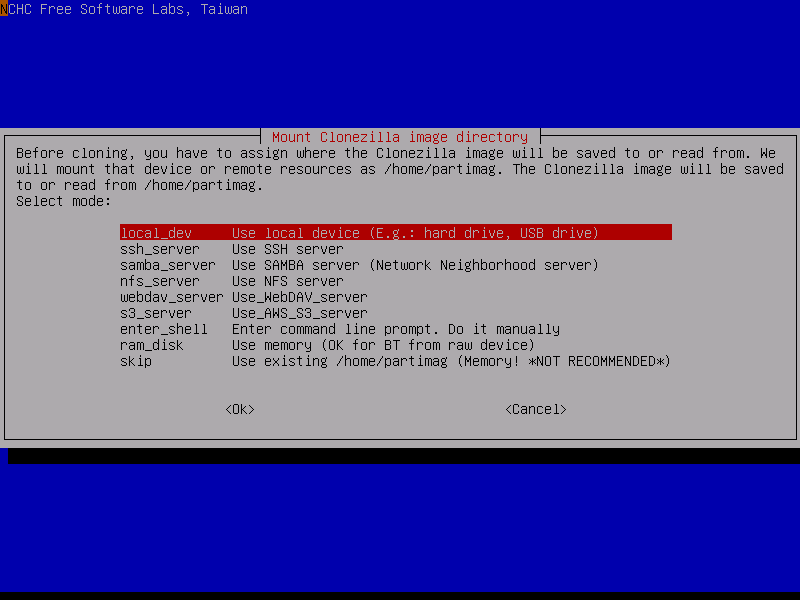 NCHC Free Software Labs, Taiwan
Mount Clonezilla image directory
Before cloning, you have to assign where the Clonezilla image will be saved to or read from. We
will mount that device or remote resources as /home/partimag. The Clonezilla image will be saved
to or read from /home/partimag.
Select mode:
local_dev Use local device (E.g.: hard drive, USB drive)
ssh_server Use SSH server
samba_server Use SAMBA server (Network Neighborhood server)
nfs_server Use NFS server
webdav_server Use_WebDAV_server
s3_server Use_AWS_S3_server
enter_shell Enter command line prompt. Do it manually
ram_disk Use memory (OK for BT from raw device)
skip Use existing /home/partimag (Memory! *NOT RECOMMENDED*)
<Ok> <Cancel>